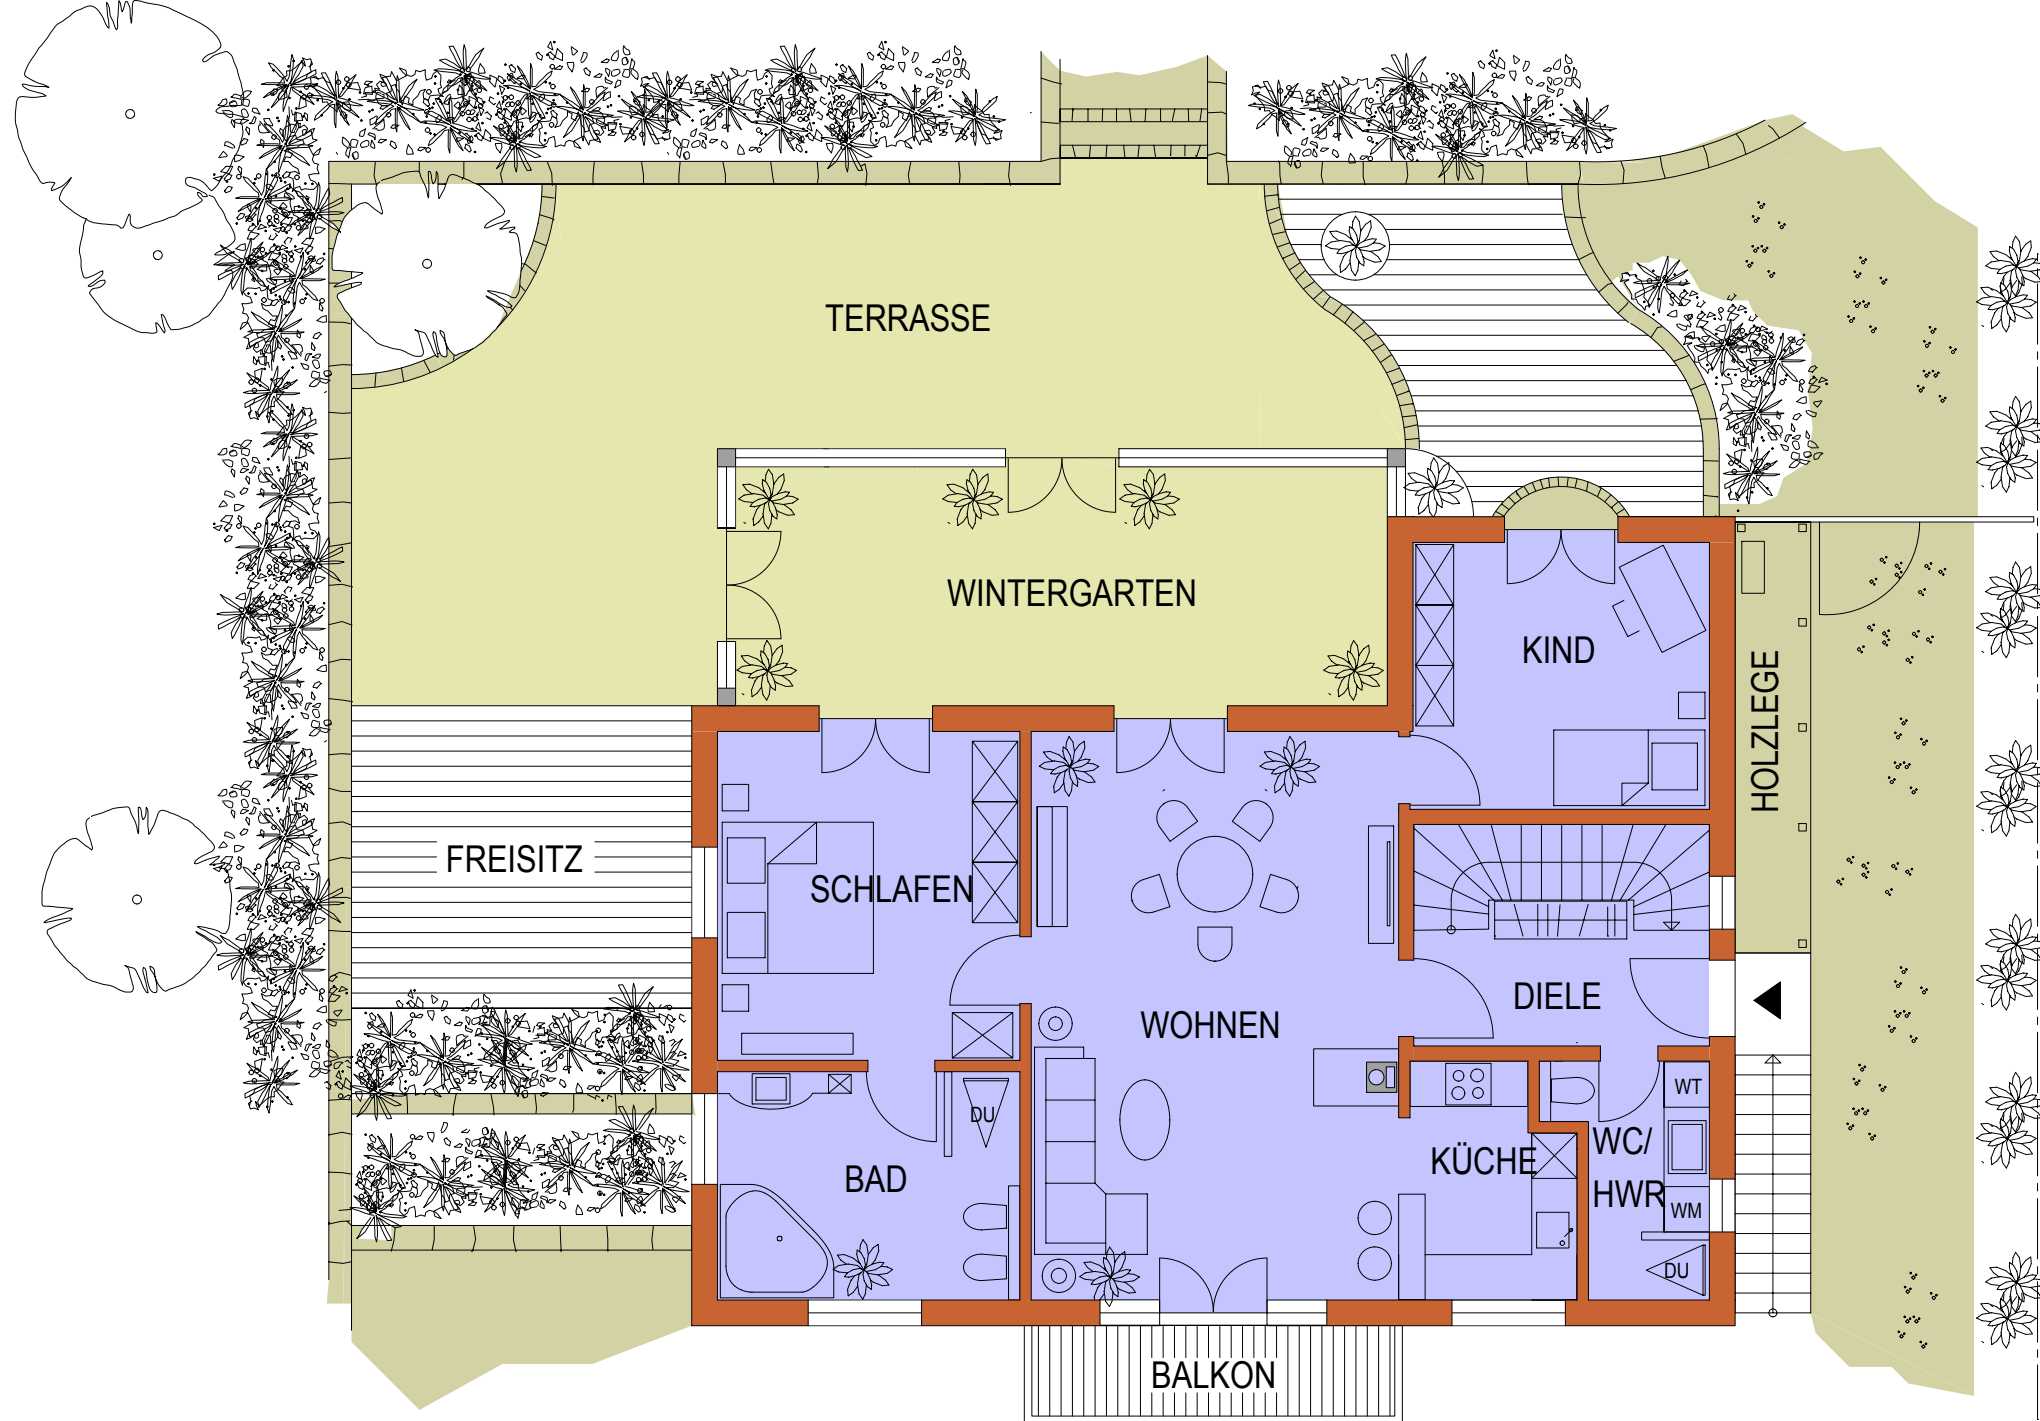 TERRASSE
WINTERGARTEN
KIND
HOLZLEGE
FREISITZ
SCHLAFEN
WOHNEN
DIELE
WT
DU
KÜCHE
WC/
HWR
BAD
WM
DU
BALKON